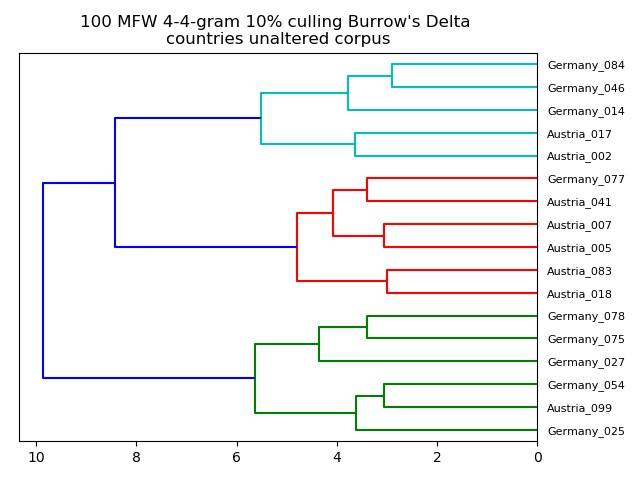 100 MFW 4-4-gram 10% culling Burrow's Delta
countries unaltered corpus
Germany_084
Germany_046
Germany_014
Austria_017
Austria_002
Germany_077
Austria_041
Austria_007
Austria_005
Austria_083
Austria_018
Germany_078
Germany_075
Germany_027
Germany_054
Austria_099
Germany_025
10 8 6 4 2 0